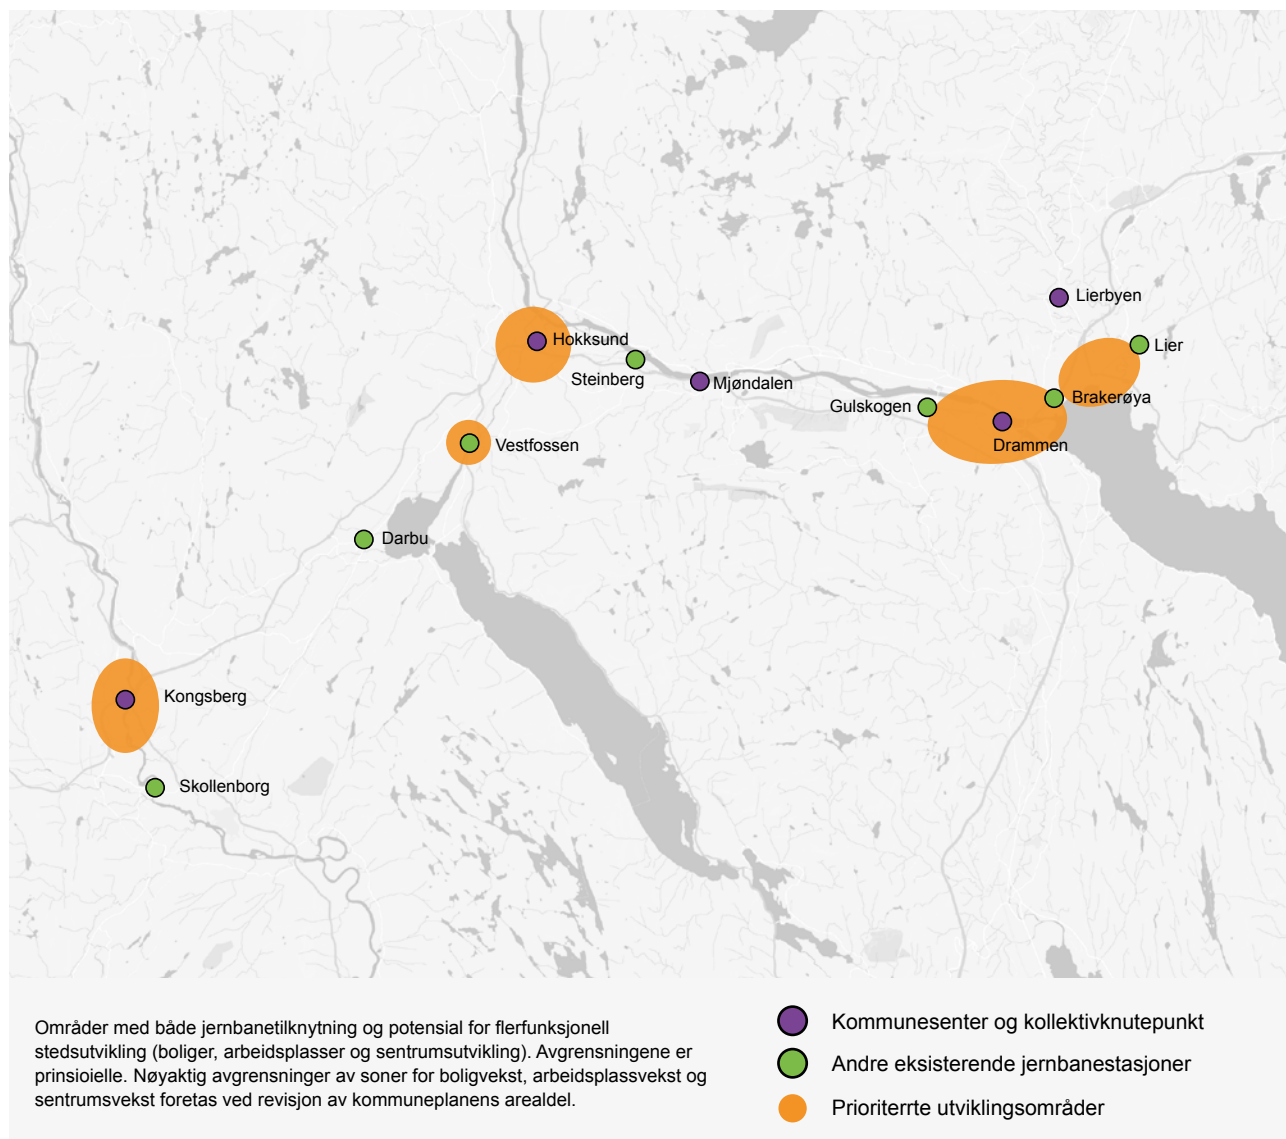 Lierbyen
Hokksund
Lier
Steinberg
Mjøndalen
Brakerøya
Gulskogen
Drammen
Vestfossen
Darbu
Kongsberg
Skollenborg
Områder med både jernbanetilknytning og potensial for flerfunksjonell
stedsutvikling (boliger, arbeidsplasser og sentrumsutvikling). Avgrensningene er
prinsioielle. Nøyaktig avgrensninger av soner for boligvekst, arbeidsplassvekst og
sentrumsvekst foretas ved revisjon av kommuneplanens arealdel.
Kommunesenter og kollektivknutepunkt
Andre eksisterende jernbanestasjoner
Prioriterrte utviklingsområder